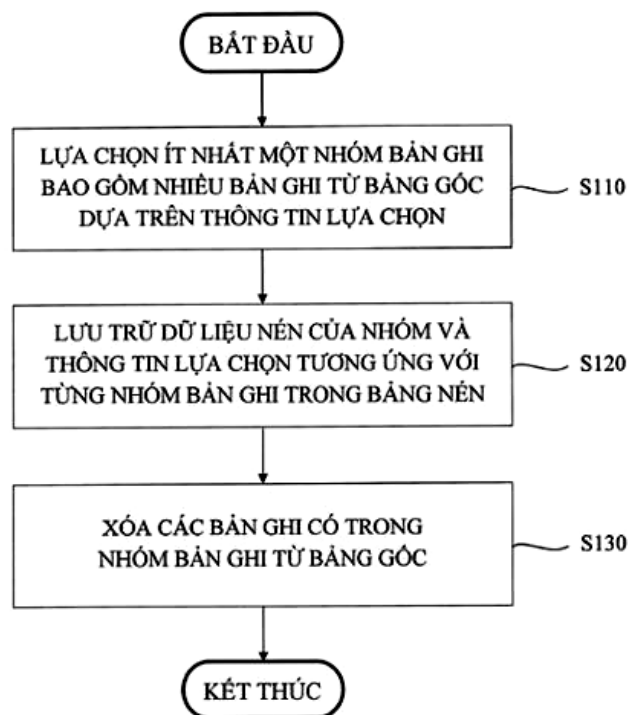 BẮT ĐẦU
LỰA CHỌN ÍT NHẤT MỘT NHÓM BẢN GHI
BAO GỒM NHIỀU BẢN GHI TỪ BẢNG GỐC
DỰA TRÊN THÔNG TIN LỰA CHỌN
S110
LƯU TRỮ DỮ LIỆU NÉN CỦA NHÓM VÀ
THÔNG TIN LỰA CHỌN TƯƠNG ỨNG VỚI
TỪNG NHÓM BẢN GHI TRONG BẢNG NÉN
S120
XÓA CÁC BẢN GHI CÓ TRONG
NHÓM BẢN GHI TỪ BẢNG GỐC
S130
KẾT THÚC